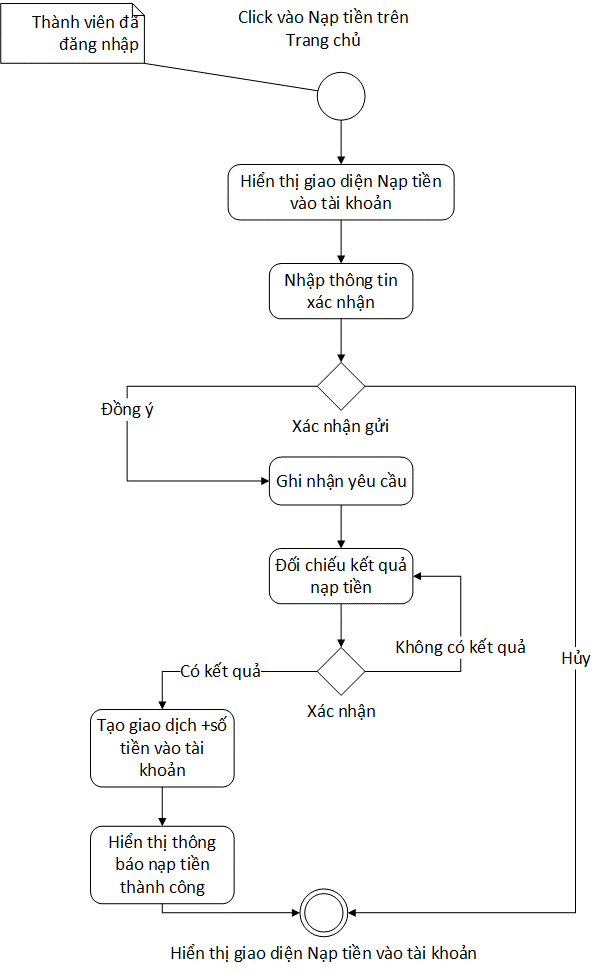 Thành viên đã
đăng nhập
Click vào Nạp tiền trên
Trang chủ
Hiển thị giao diện Nạp tiền
vào tài khoản
Nhập thông tin
xác nhận
Đồng ý
Xác nhận gửi
Ghi nhận yêu cầu
Đối chiếu kết quả
nạp tiền
Không có kết quả
Hủy
Có kết quả
Xác nhận
Tạo giao dịch +số
tiền vào tài
khoản
Hiển thị thông
báo nạp tiền
thành công
Hiển thị giao diện Nạp tiền vào tài khoản